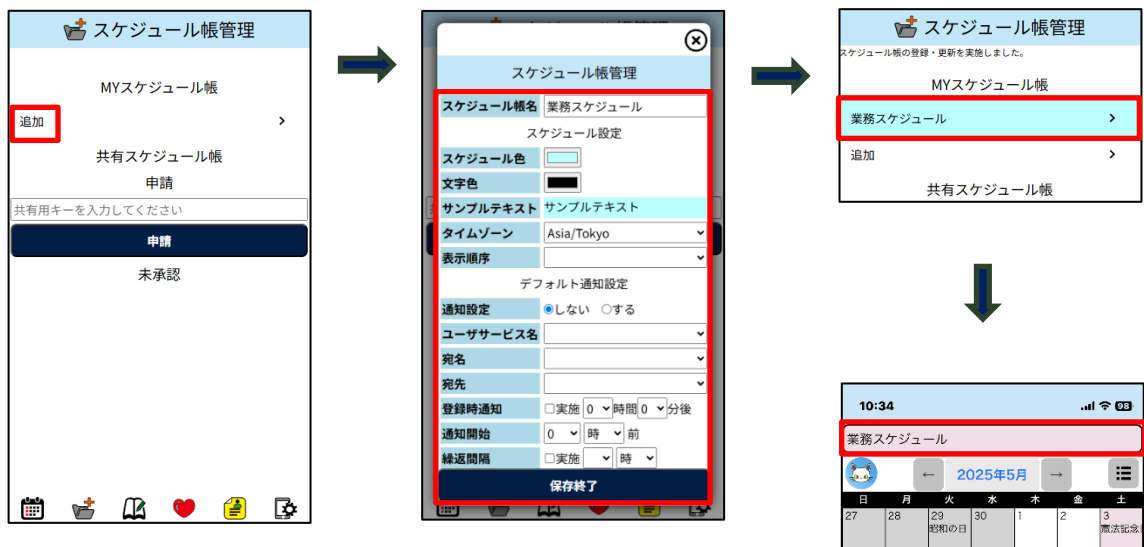 スケジュール帳管理
MYスケジュール帳
追加
共有スケジュール帳
申請
共有用キーを入力してください
申請
未承認
スケジュール帳管理
スケジュール帳名 業務スケジュール
スケジュール設定
スケジュール色
文字色
サンプルテキスト サンプルテキスト
タイムゾーン Asia/Tokyo
表示順序
デフォルト通知設定
通知設定 しない する
ユーザサービス名
宛名
宛先
登録時通知 実施 0 時間 0 分後
通知開始 0 時 前
繰返間隔 実施 時
保存終了
スケジュール帳管理
スケジュール帳の登録・更新を実施しました。
MYスケジュール帳
業務スケジュール
追加
共有スケジュール帳
10:34 98
業務スケジュール
← 2025年5月 →
日 月 火 水 木 金 土
27 28 29 30 1 2 3
昭和の日 憲法記念